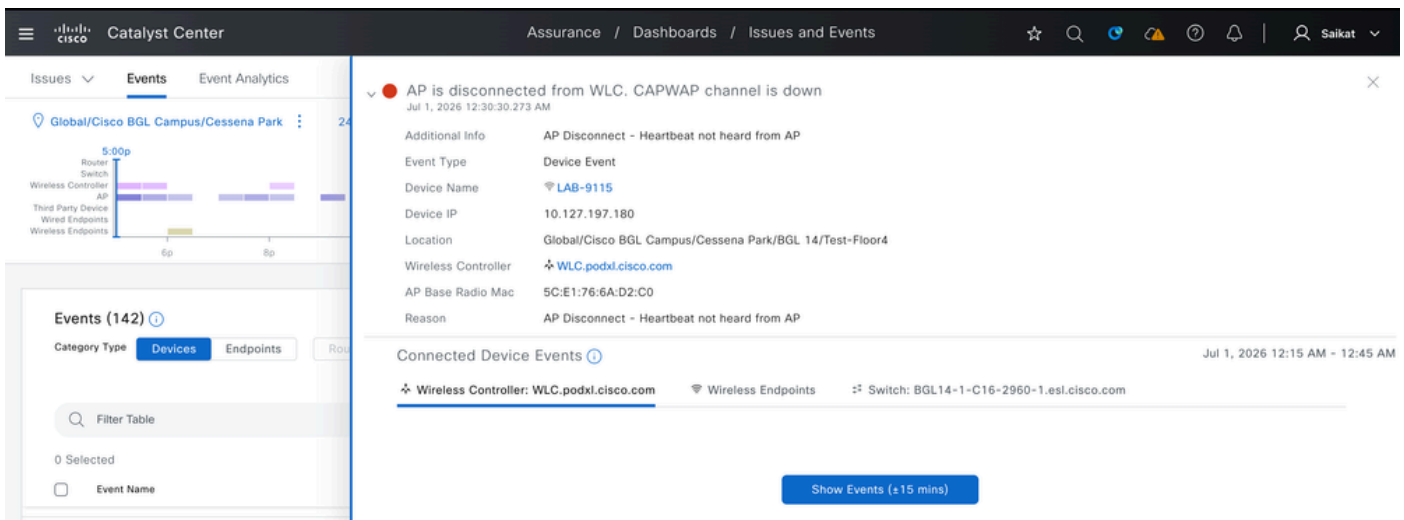 CISCO
Catalyst Center
Assurance / Dashboards / Issues and Events
Saikat
Issues
Events
Event Analytics
Global/Cisco BGL Campus/Cessena Park
24
5:00p
Router
Switch
Wireless Controller
AP
Third Party Device
Wired Endpoints
Wireless Endpoints
6p 8p
Events (142)
Category Type Devices Endpoints Rou
Filter Table
0 Selected
Event Name
AP is disconnected from WLC. CAPWAP channel is down
Jul 1, 2026 12:30:30.273 AM
Additional Info AP Disconnect - Heartbeat not heard from AP
Event Type Device Event
Device Name LAB-9115
Device IP 10.127.197.180
Location Global/Cisco BGL Campus/Cessena Park/BGL 14/Test-Floor4
Wireless Controller WLC.podxl.cisco.com
AP Base Radio Mac 5C:E1:76:6A:D2:C0
Reason AP Disconnect - Heartbeat not heard from AP
Connected Device Events Jul 1, 2026 12:15 AM - 12:45 AM
Wireless Controller: WLC.podxl.cisco.com Wireless Endpoints Switch: BGL14-1-C16-2960-1.esl.cisco.com
Show Events (±15 mins)